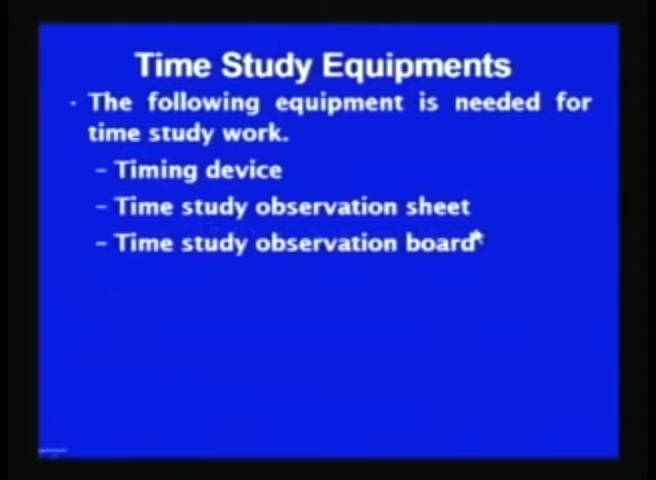 Time Study Equipments
· The following equipment is needed for
time study work.
– Timing device
– Time study observation sheet
– Time study observation board